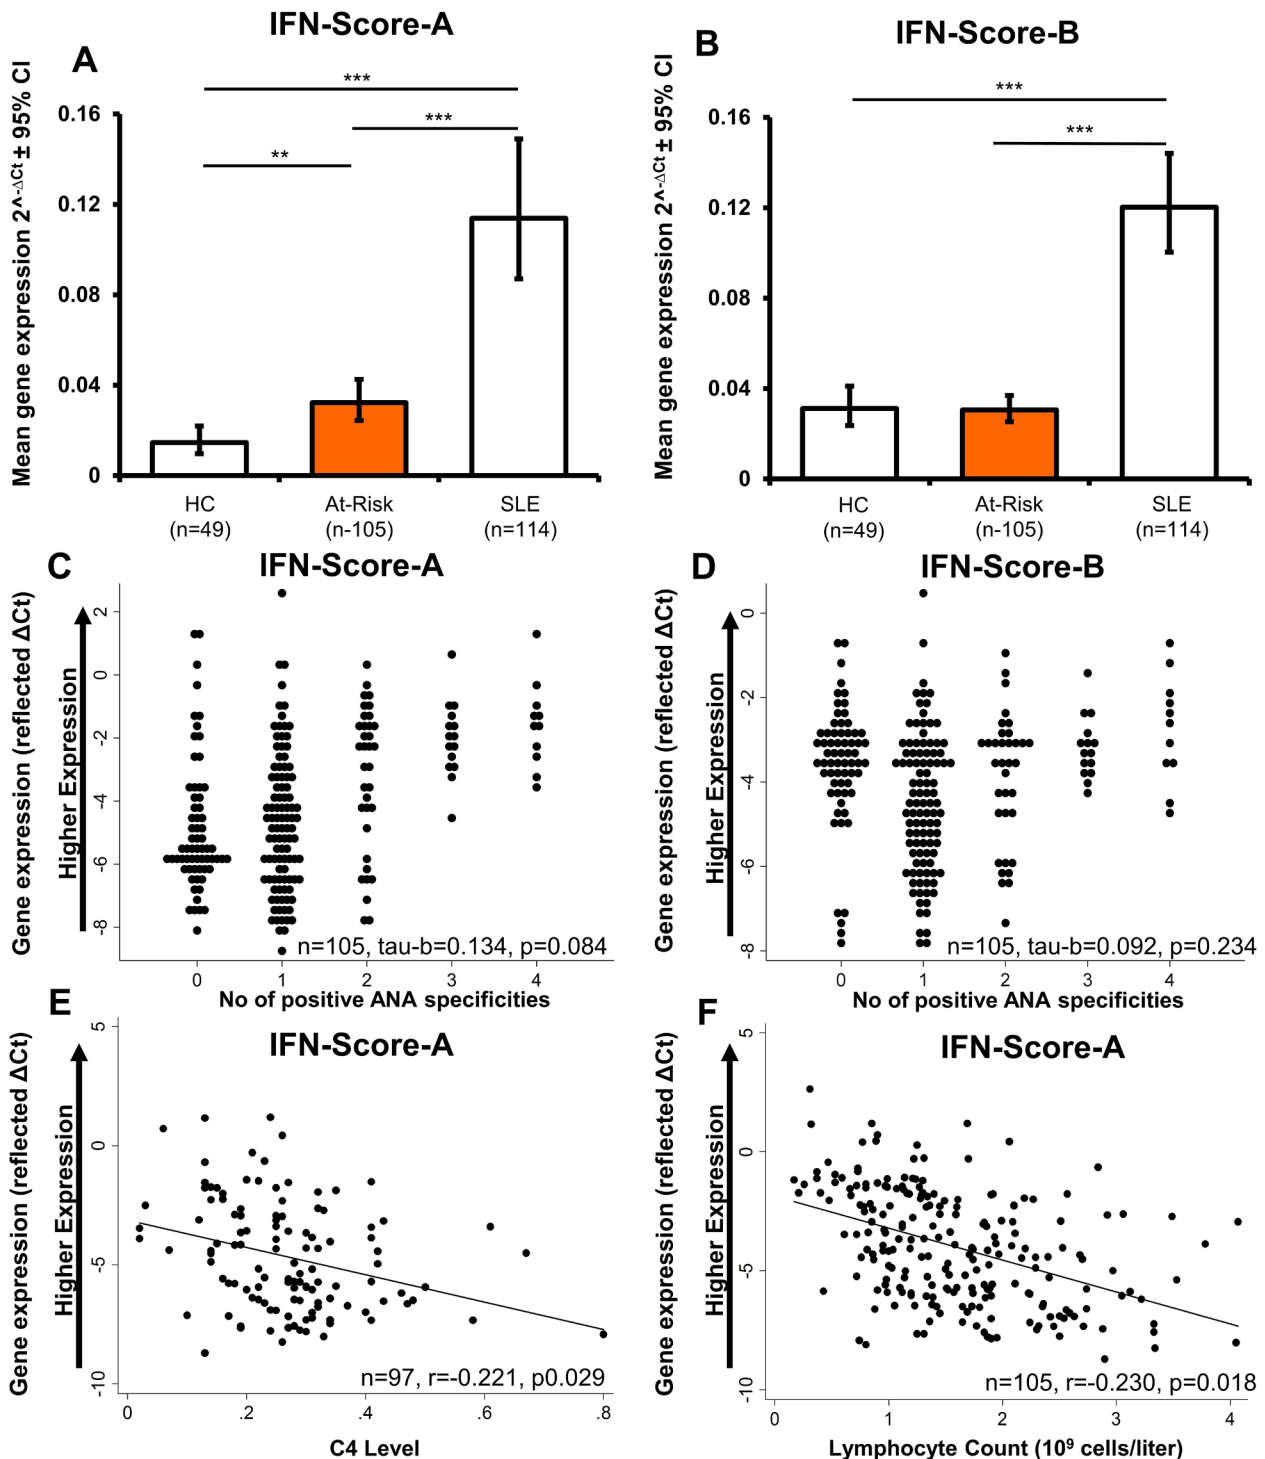 IFN-Score-A
A
Mean gene expression 2^-ΔCt ± 95% CI
0.16
0.12
0.08
0.04
0
***
***
**
HC
(n=49)
At-Risk
(n-105)
SLE
(n=114)
IFN-Score-B
B
Mean gene expression 2^-ΔCt ± 95% CI
0.16
0.12
0.08
0.04
0
***
***
HC
(n=49)
At-Risk
(n-105)
SLE
(n=114)
C
IFN-Score-A
Gene expression (reflected ΔCt)
Higher Expression
2
0
-2
-4
-6
-8
n=105, tau-b=0.134, p=0.084
0 1 2 3 4
No of positive ANA specificities
D
IFN-Score-B
Gene expression (reflected ΔCt)
Higher Expression
0
-2
-4
-6
-8
n=105, tau-b=0.092, p=0.234
0 1 2 3 4
No of positive ANA specificities
E
IFN-Score-A
Gene expression (reflected ΔCt)
Higher Expression
5
0
-5
-10
n=97, r=-0.221, p0.029
0 .2 .4 .6 .8
C4 Level
F
IFN-Score-A
Gene expression (reflected ΔCt)
Higher Expression
5
0
-5
-10
n=105, r=-0.230, p=0.018
0 1 2 3 4
Lymphocyte Count (10⁹ cells/liter)